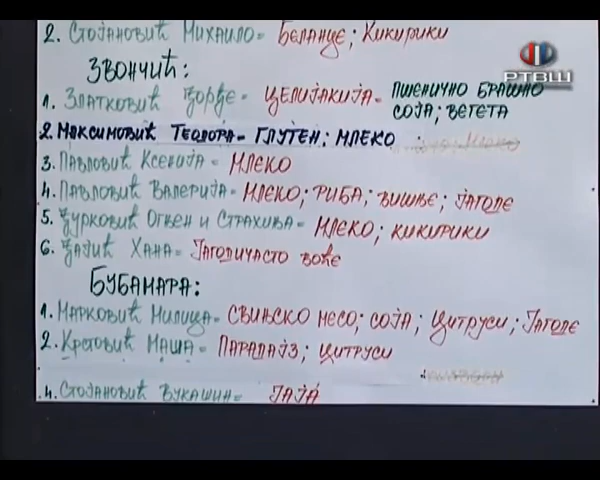 2. Стојановић Михаило = Беланце; Кикирики
РТВШ
Звончић:
1. Златковић Ђорђе = Целијакија = пшенично брашно
соја; вегета
2. Максимовић Теодора = глутен; млеко
3. Павловић Ксенија = млеко
4. Павловић Валерија = млеко; риба; вишње; јагоде
5. Ђурковић Огњен и Страхиња = млеко; кикирики
6. Хана = јагодичасто воће
Бубамара:
1. Марковић Милица = свињско месо; соја; цитруси; јагоде
2. Маша = парадајз; цитруси
4. Стојановић Вукашин = јаја